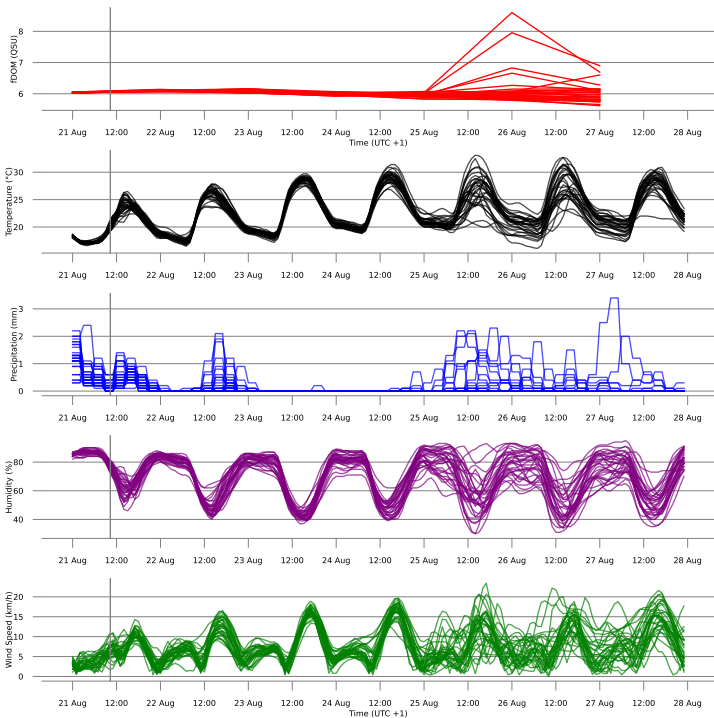 8
7
6
fDOM (QSU)
21 Aug 12:00 22 Aug 12:00 23 Aug 12:00 24 Aug 12:00 25 Aug 12:00 26 Aug 12:00 27 Aug 12:00 28 Aug
Time (UTC +1)
30
25
20
Temperature (°C)
21 Aug 12:00 22 Aug 12:00 23 Aug 12:00 24 Aug 12:00 25 Aug 12:00 26 Aug 12:00 27 Aug 12:00 28 Aug
3
2
1
0
Precipitation (mm)
21 Aug 12:00 22 Aug 12:00 23 Aug 12:00 24 Aug 12:00 25 Aug 12:00 26 Aug 12:00 27 Aug 12:00 28 Aug
80
60
40
Humidity (%)
21 Aug 12:00 22 Aug 12:00 23 Aug 12:00 24 Aug 12:00 25 Aug 12:00 26 Aug 12:00 27 Aug 12:00 28 Aug
20
15
10
5
0
Wind Speed (km/h)
21 Aug 12:00 22 Aug 12:00 23 Aug 12:00 24 Aug 12:00 25 Aug 12:00 26 Aug 12:00 27 Aug 12:00 28 Aug
Time (UTC +1)